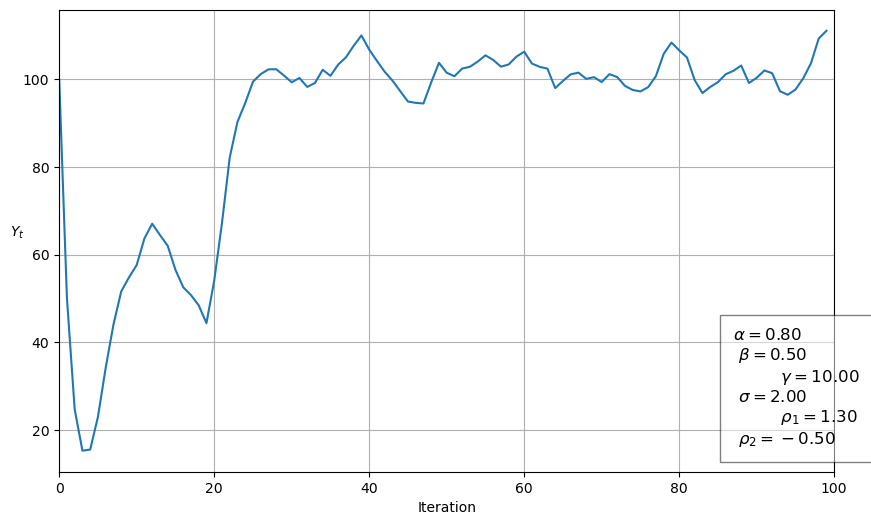 100
80
60
40
20
Y_t
0 20 40 60 80 100
Iteration
α = 0.80
β = 0.50
γ = 10.00
σ = 2.00
ρ₁ = 1.30
ρ₂ = −0.50